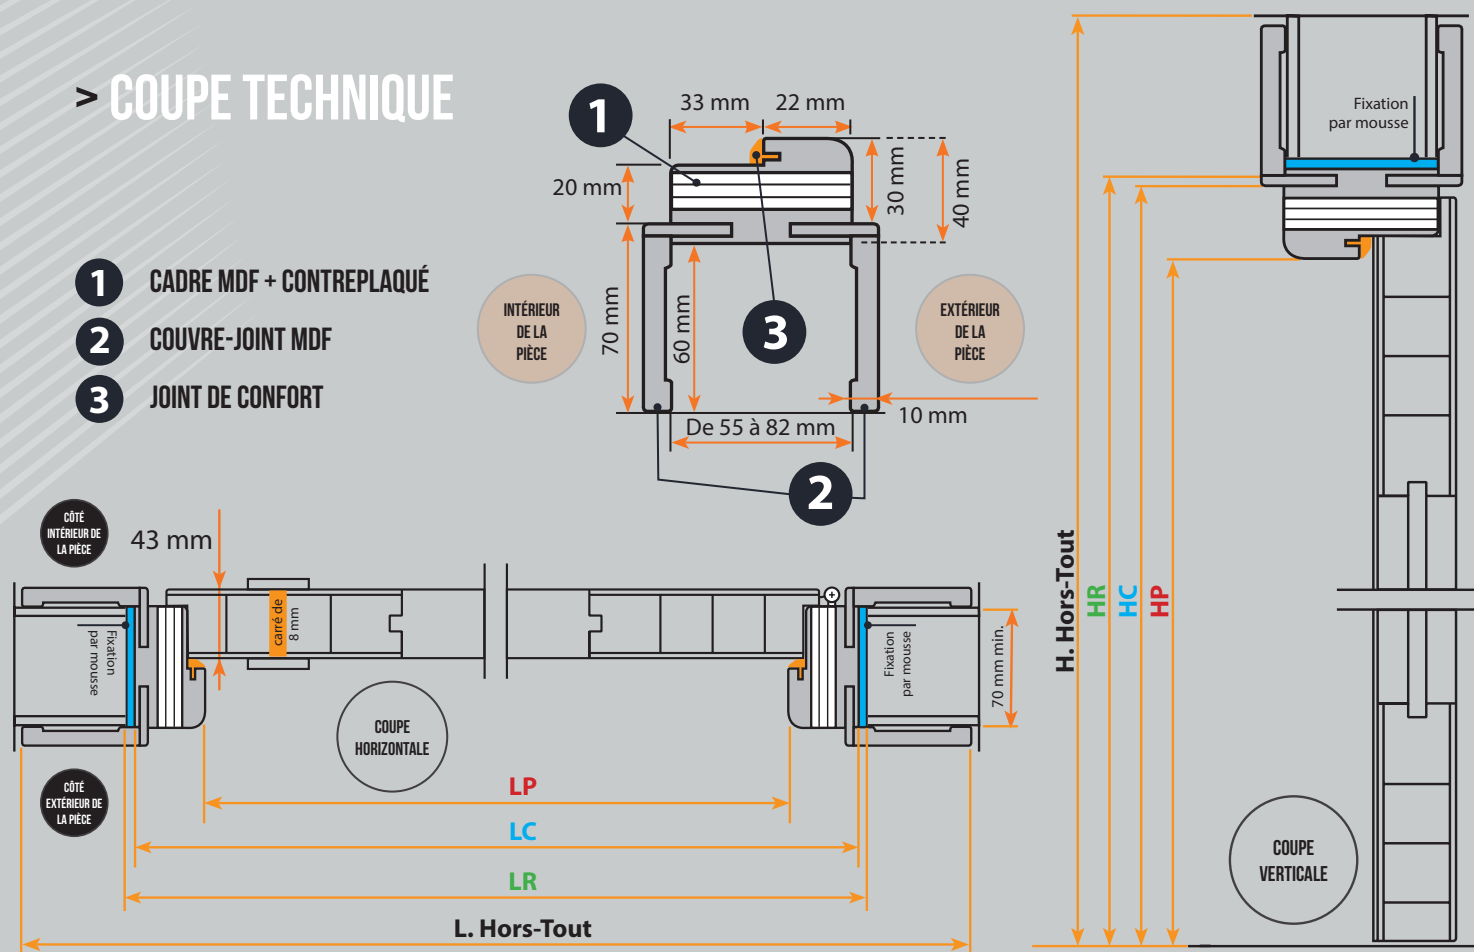 > COUPE TECHNIQUE
1 CADRE MDF + CONTREPLAQUÉ
2 COUVRE-JOINT MDF
3 JOINT DE CONFORT
1
33 mm
22 mm
20 mm
30 mm
40 mm
INTÉRIEUR
DE LA
PIÈCE
70 mm
60 mm
3
EXTÉRIEUR
DE LA
PIÈCE
De 55 à 82 mm
10 mm
2
Fixation
par mousse
H. Hors-Tout
HR
HC
HP
COUPE
VERTICALE
CÔTÉ
INTÉRIEUR DE
LA PIÈCE
43 mm
Fixation
par mousse
carré de
8 mm
Fixation
par mousse
70 mm min.
COUPE
HORIZONTALE
CÔTÉ
EXTÉRIEUR DE
LA PIÈCE
LP
LC
LR
L. Hors-Tout